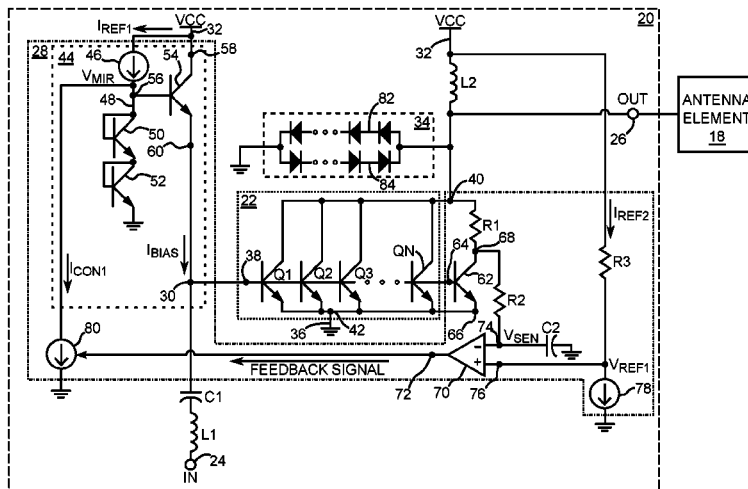 IREF1
VCC
32
58
28
44
46
54
VMIR
56
48
50
60
52
ICON1
IBIAS
30
80
C1
L1
24
IN
82
34
84
22
38
Q1
Q2
Q3
QN
36
42
VCC
32
L2
40
R1
64
68
62
R2
66
74
VSEN
C2
72
70
76
FEEDBACK SIGNAL
OUT
26
20
ANTENNA
ELEMENT
18
IREF2
R3
VREF1
78